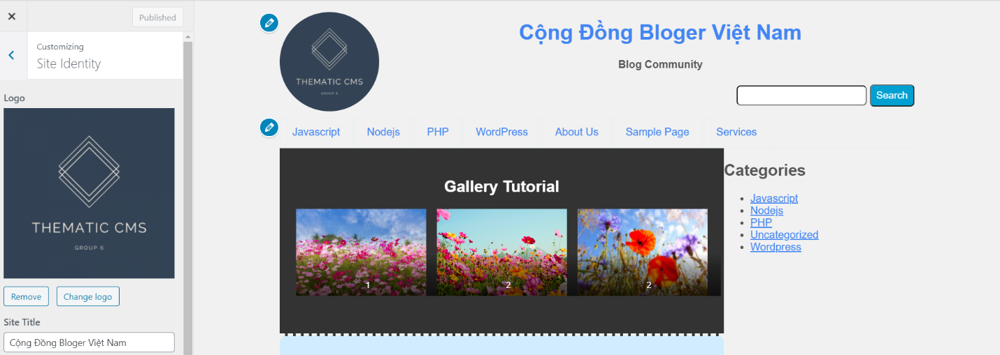 Published
Customizing
Site Identity
Logo
THEMATIC CMS
GROUP 6
Remove
Change logo
Site Title
Cộng Đồng Bloger Việt Nam
THEMATIC CMS
GROUP 6
Cộng Đồng Bloger Việt Nam
Blog Community
Search
Javascript Nodejs PHP WordPress About Us Sample Page Services
Gallery Tutorial
1 2 2
Categories
Javascript
Nodejs
PHP
Uncategorized
Wordpress